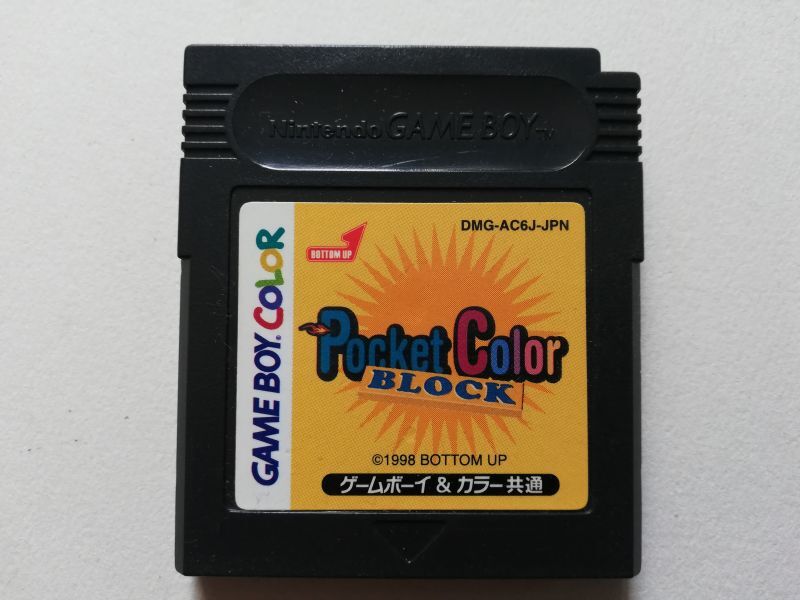 Nintendo GAME BOY TM
DMG-AC6J-JPN
BOTTOM UP
GAME BOY COLOR
Pocket Color
BLOCK
©1998 BOTTOM UP
ゲームボーイ & カラー共通